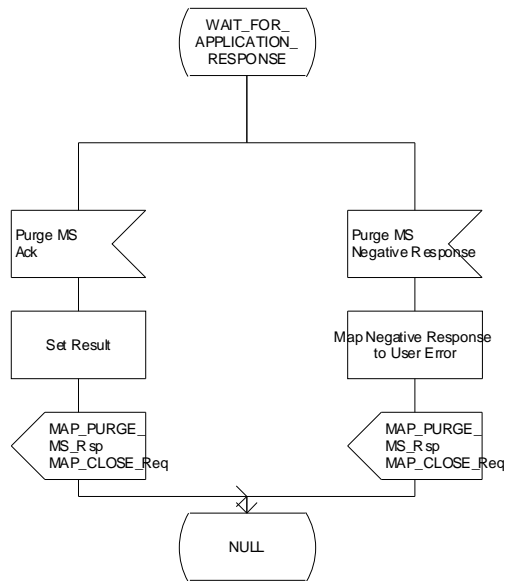 WAIT_FOR_
APPLICATION_
RESPONSE
Purge MS
Ack
Purge MS
Negative Response
Set Result
Map Negative Response
to User Error
MAP_PURGE_
MS_Rsp
MAP_CLOSE_Req
MAP_PURGE_
MS_Rsp
MAP_CLOSE_Req
NULL